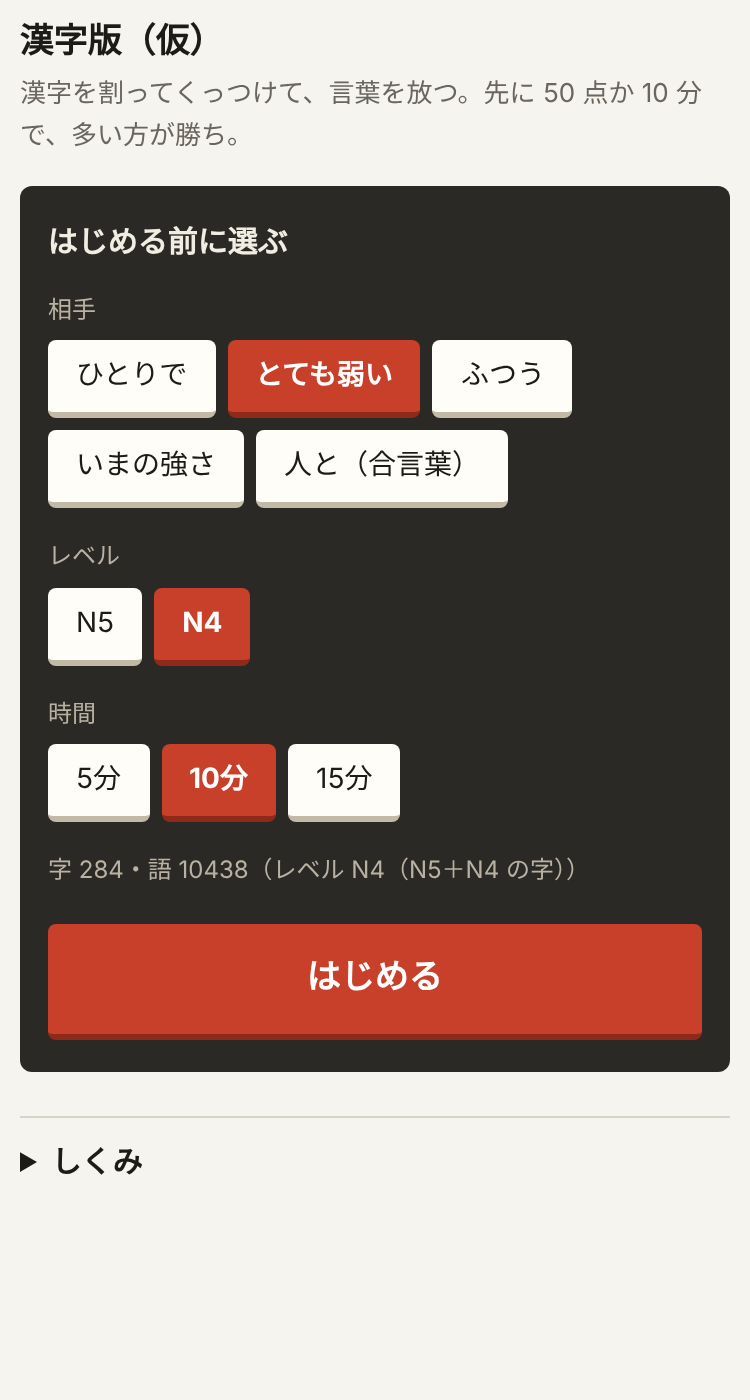 漢字版（仮）
漢字を割ってくっつけて、言葉を放つ。先に 50 点か 10 分
で、多い方が勝ち。
はじめる前に選ぶ
相手
ひとりで とても弱い ふつう
いまの強さ 人と（合言葉）
レベル
N5 N4
時間
5分 10分 15分
字 284・語 10438（レベル N4（N5＋N4 の字））
はじめる
▶ しくみ